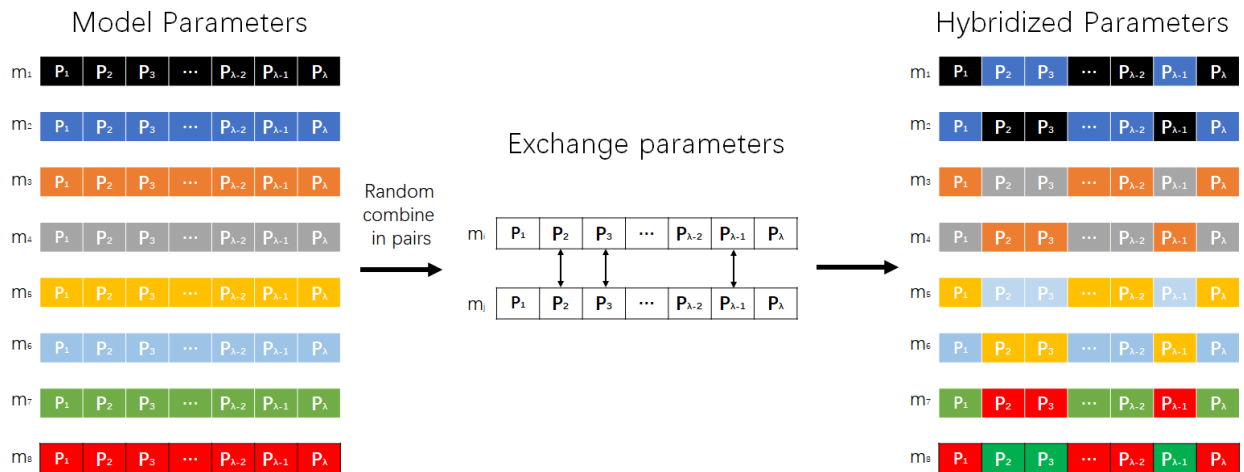 Model Parameters
m₁ P₁ P₂ P₃ ··· Pλ-2 Pλ-1 Pλ
m₂ P₁ P₂ P₃ ··· Pλ-2 Pλ-1 Pλ
m₃ P₁ P₂ P₃ ··· Pλ-2 Pλ-1 Pλ
m₄ P₁ P₂ P₃ ··· Pλ-2 Pλ-1 Pλ
m₅ P₁ P₂ P₃ ··· Pλ-2 Pλ-1 Pλ
m₆ P₁ P₂ P₃ ··· Pλ-2 Pλ-1 Pλ
m₇ P₁ P₂ P₃ ··· Pλ-2 Pλ-1 Pλ
m₈ P₁ P₂ P₃ ··· Pλ-2 Pλ-1 Pλ
Random
combine
in pairs
Exchange parameters
mᵢ P₁ P₂ P₃ ··· Pλ-2 Pλ-1 Pλ
mⱼ P₁ P₂ P₃ ··· Pλ-2 Pλ-1 Pλ
Hybridized Parameters
m₁ P₁ P₂ P₃ ··· Pλ-2 Pλ-1 Pλ
m₂ P₁ P₂ P₃ ··· Pλ-2 Pλ-1 Pλ
m₃ P₁ P₂ P₃ ··· Pλ-2 Pλ-1 Pλ
m₄ P₁ P₂ P₃ ··· Pλ-2 Pλ-1 Pλ
m₅ P₁ P₂ P₃ ··· Pλ-2 Pλ-1 Pλ
m₆ P₁ P₂ P₃ ··· Pλ-2 Pλ-1 Pλ
m₇ P₁ P₂ P₃ ··· Pλ-2 Pλ-1 Pλ
m₈ P₁ P₂ P₃ ··· Pλ-2 Pλ-1 Pλ